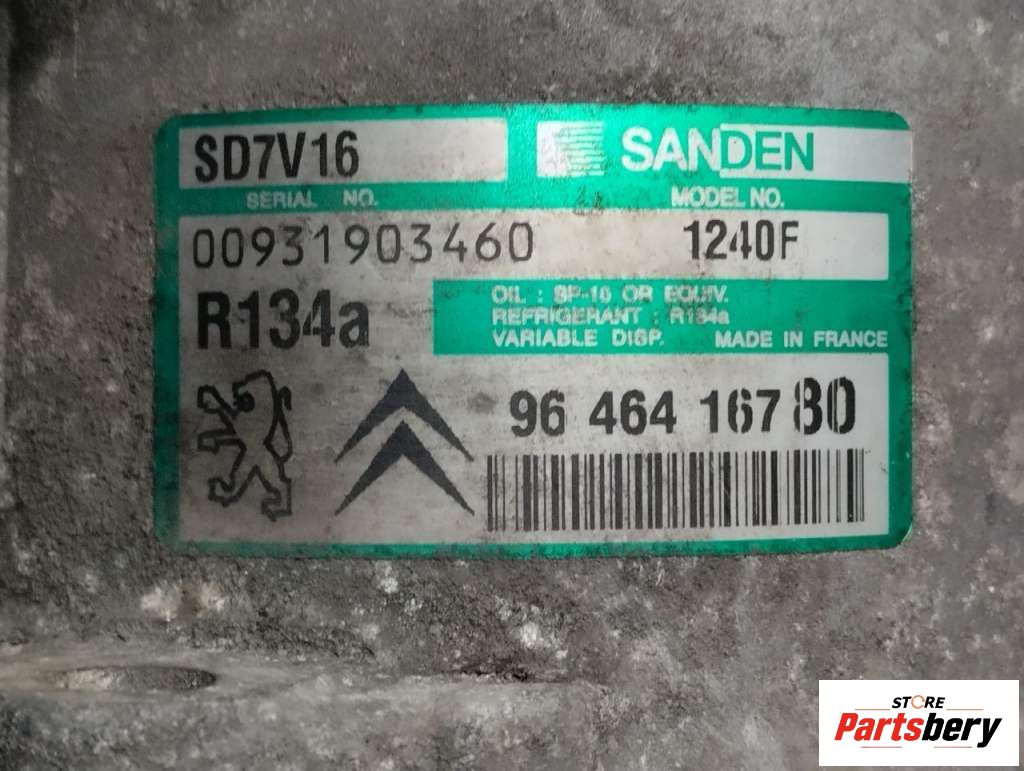 SD7V16
SANDEN
SERIAL NO.
MODEL NO.
00931903460
1240F
R134a
OIL : SP-10 OR EQUIV.
REFRIGERANT : R134a
VARIABLE DISP. MADE IN FRANCE
96 464 167 80
STORE
Partsbery